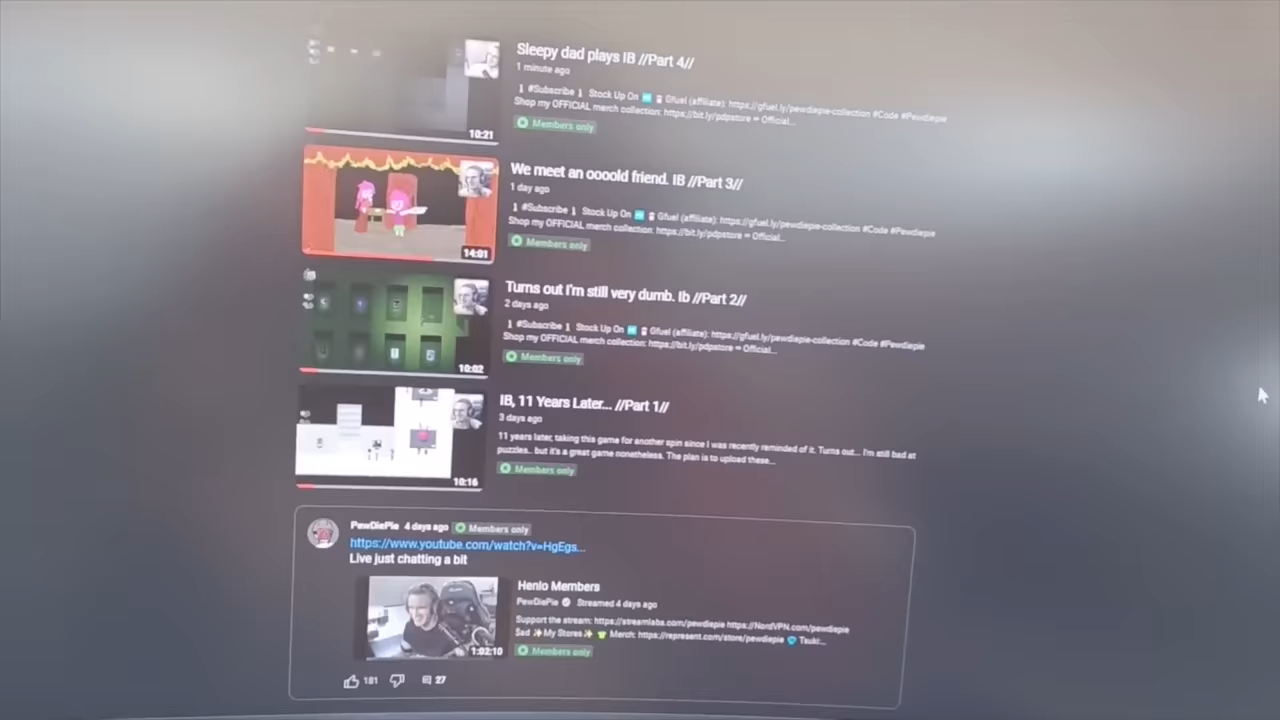 Sleepy dad plays IB //Part 4//
1 minute ago
#Subscribe Stock Up On Gfuel (affiliate): https://gfuel.ly/pewdiepie-collection #Code #Pewdiepie
Shop my OFFICIAL merch collection: https://bit.ly/pdpstore = Official...
Members only
10:21
We meet an oooold friend. IB //Part 3//
1 day ago
#Subscribe Stock Up On Gfuel (affiliate): https://gfuel.ly/pewdiepie-collection #Code #Pewdiepie
Shop my OFFICIAL merch collection: https://bit.ly/pdpstore = Official...
Members only
14:01
Turns out I'm still very dumb. Ib //Part 2//
2 days ago
#Subscribe Stock Up On Gfuel (affiliate): https://gfuel.ly/pewdiepie-collection #Code #Pewdiepie
Shop my OFFICIAL merch collection: https://bit.ly/pdpstore = Official...
Members only
10:02
IB, 11 Years Later... //Part 1//
3 days ago
11 years later, taking this game for another spin since I was recently reminded of it. Turns out... I'm still bad at
puzzles.. but it's a great game nonetheless. The plan is to upload these...
Members only
10:16
PewDiePie 4 days ago Members only
https://www.youtube.com/watch?v=HgEgs...
Live just chatting a bit
Henlo Members
PewDiePie Streamed 4 days ago
Support the stream: https://streamlabs.com/pewdiepie https://NordVPN.com/pewdiepie
Sad ✨My Stores✨ Merch: https://represent.com/store/pewdiepie Tsuki...
Members only
1:02:10
181 27